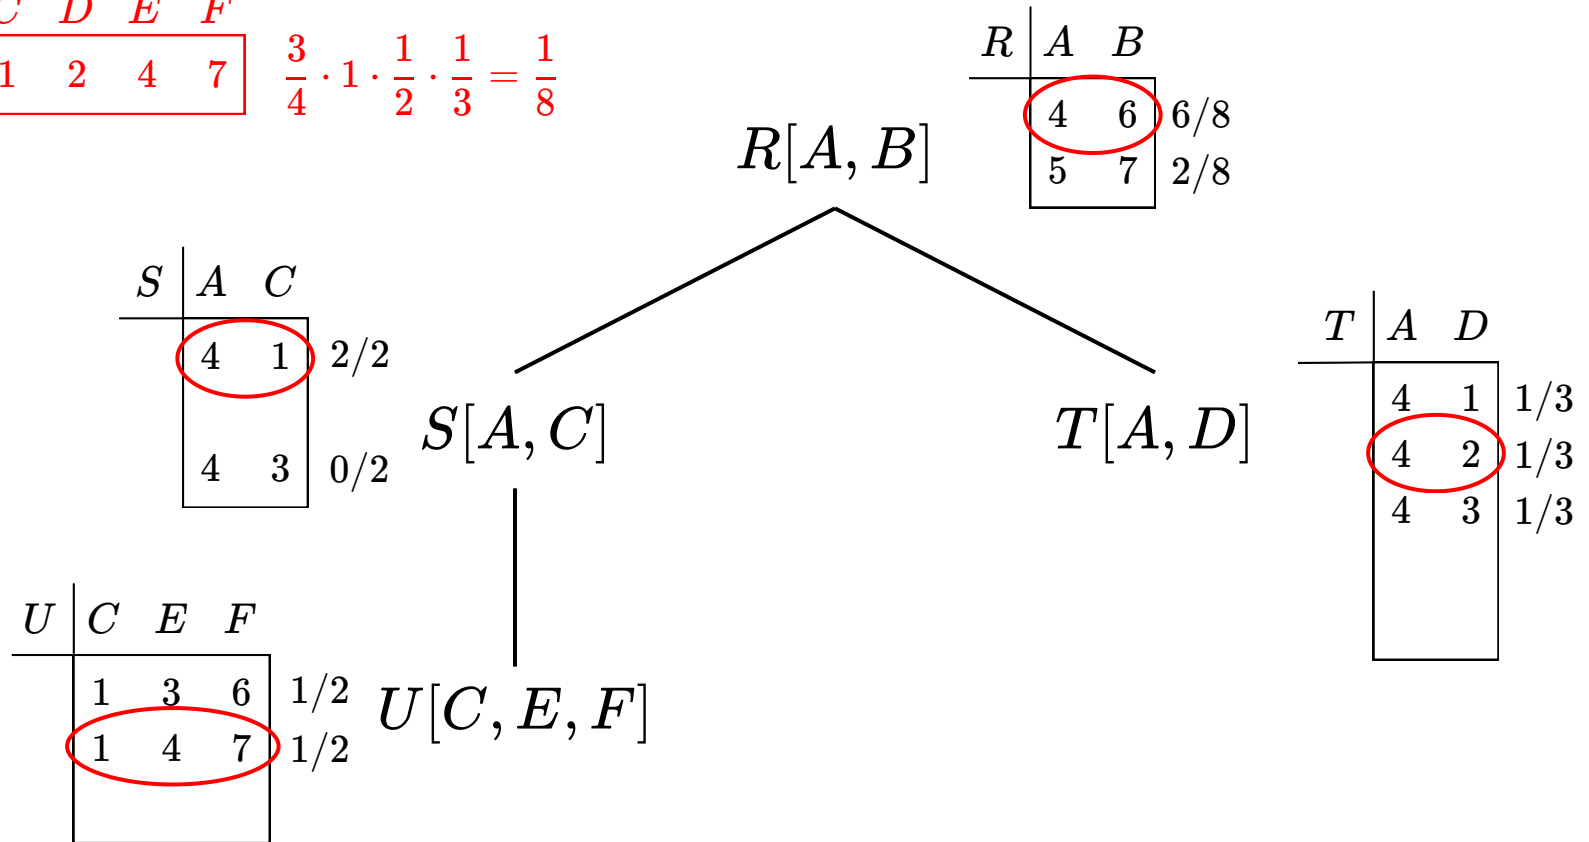 C D E F
1 2 4 7
3/4 · 1 · 1/2 · 1/3 = 1/8
R A B
4 6 6/8
5 7 2/8
R[A, B]
S A C
4 1 2/2
4 3 0/2
S[A, C]
T A D
4 1 1/3
4 2 1/3
4 3 1/3
T[A, D]
U C E F
1 3 6 1/2
1 4 7 1/2
U[C, E, F]